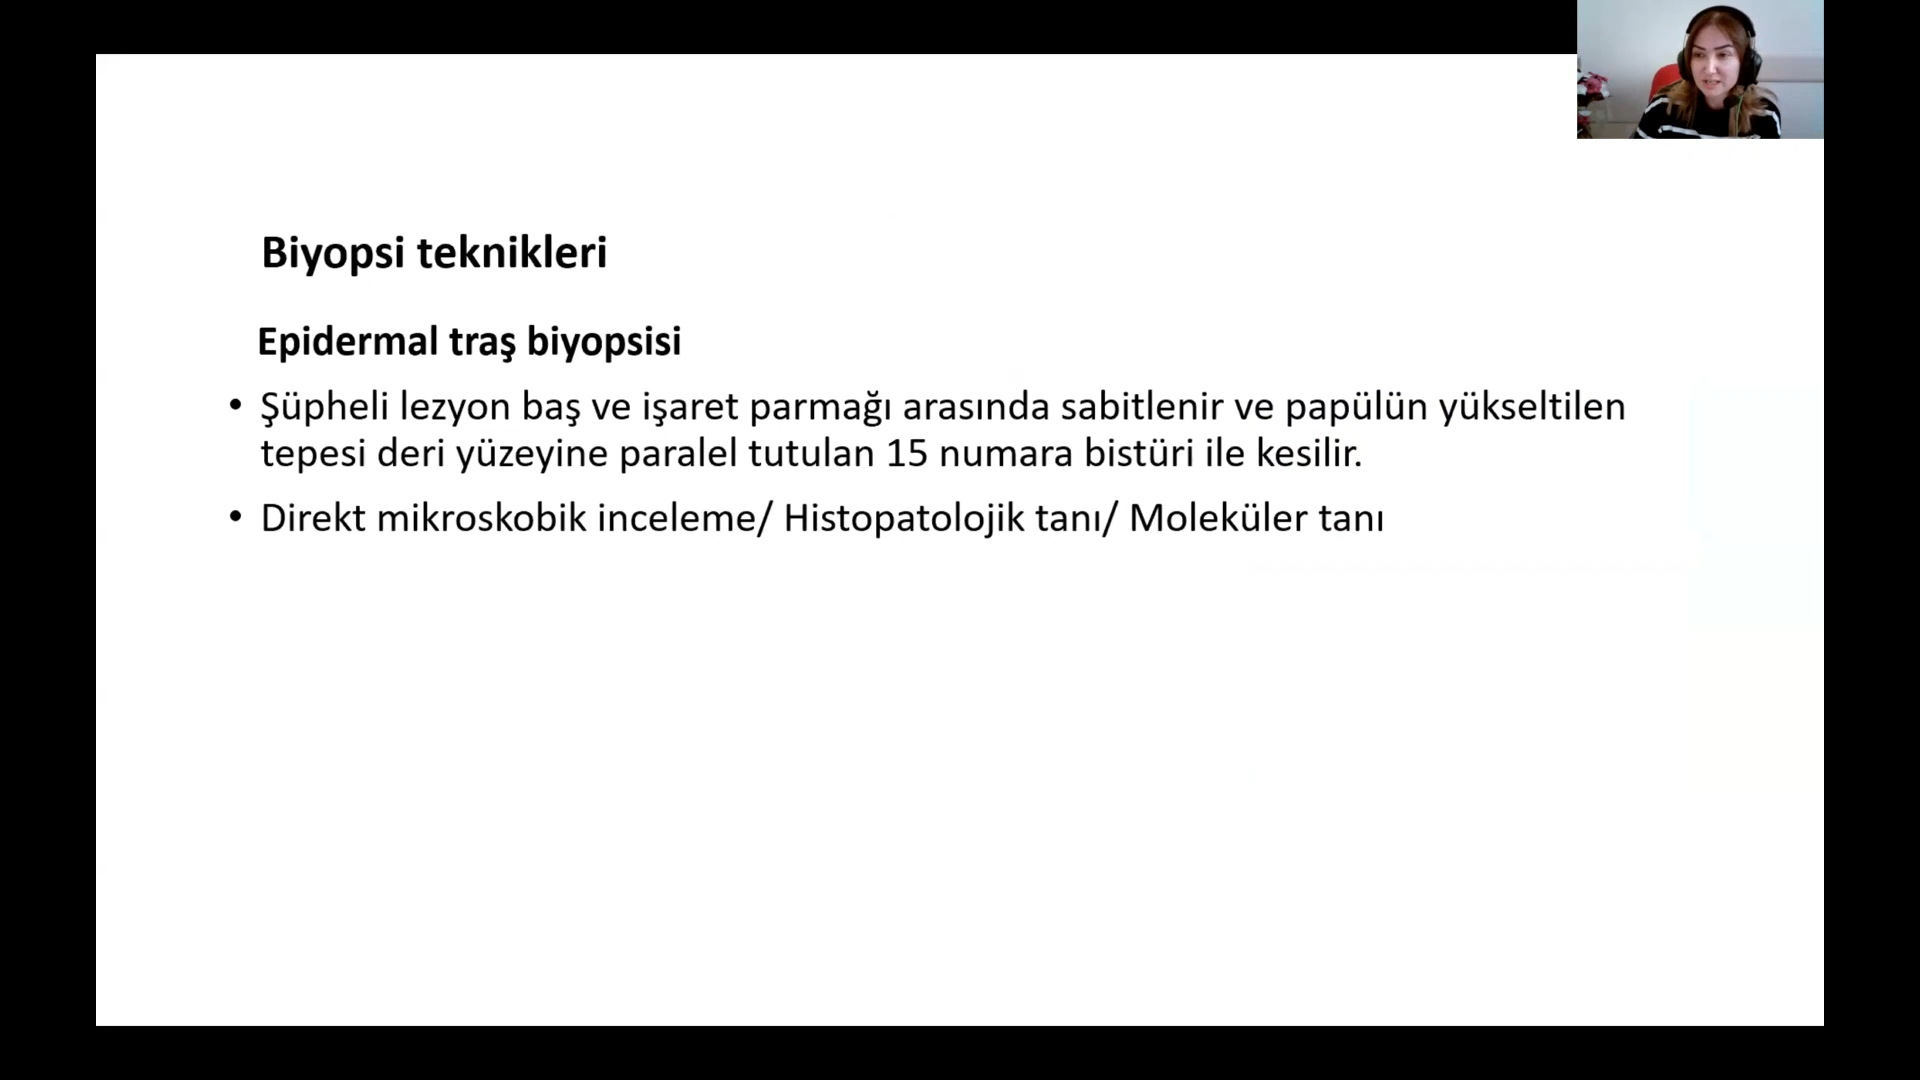 Biyopsi teknikleri
Epidermal traş biyopsisi
• Şüpheli lezyon baş ve işaret parmağı arasında sabitlenir ve papülün yükseltilen
tepesi deri yüzeyine paralel tutulan 15 numara bistüri ile kesilir.
• Direkt mikroskobik inceleme/ Histopatolojik tanı/ Moleküler tanı